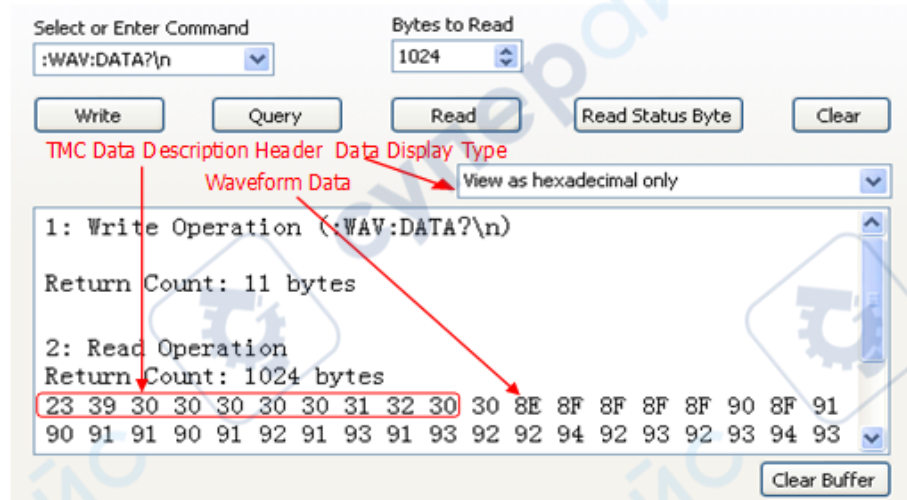 Select or Enter Command
Bytes to Read
:WAV:DATA?\n
1024
Write
Query
Read
Read Status Byte
Clear
TMC Data Description Header
Data Display Type
Waveform Data
View as hexadecimal only
1: Write Operation (:WAV:DATA?\n)
Return Count: 11 bytes
2: Read Operation
Return Count: 1024 bytes
23 39 30 30 30 30 30 31 32 30 30 8E 8F 8F 8F 8F 90 8F 91
90 91 91 90 91 92 91 93 91 93 92 92 94 92 93 92 93 94 93
Clear Buffer
супер